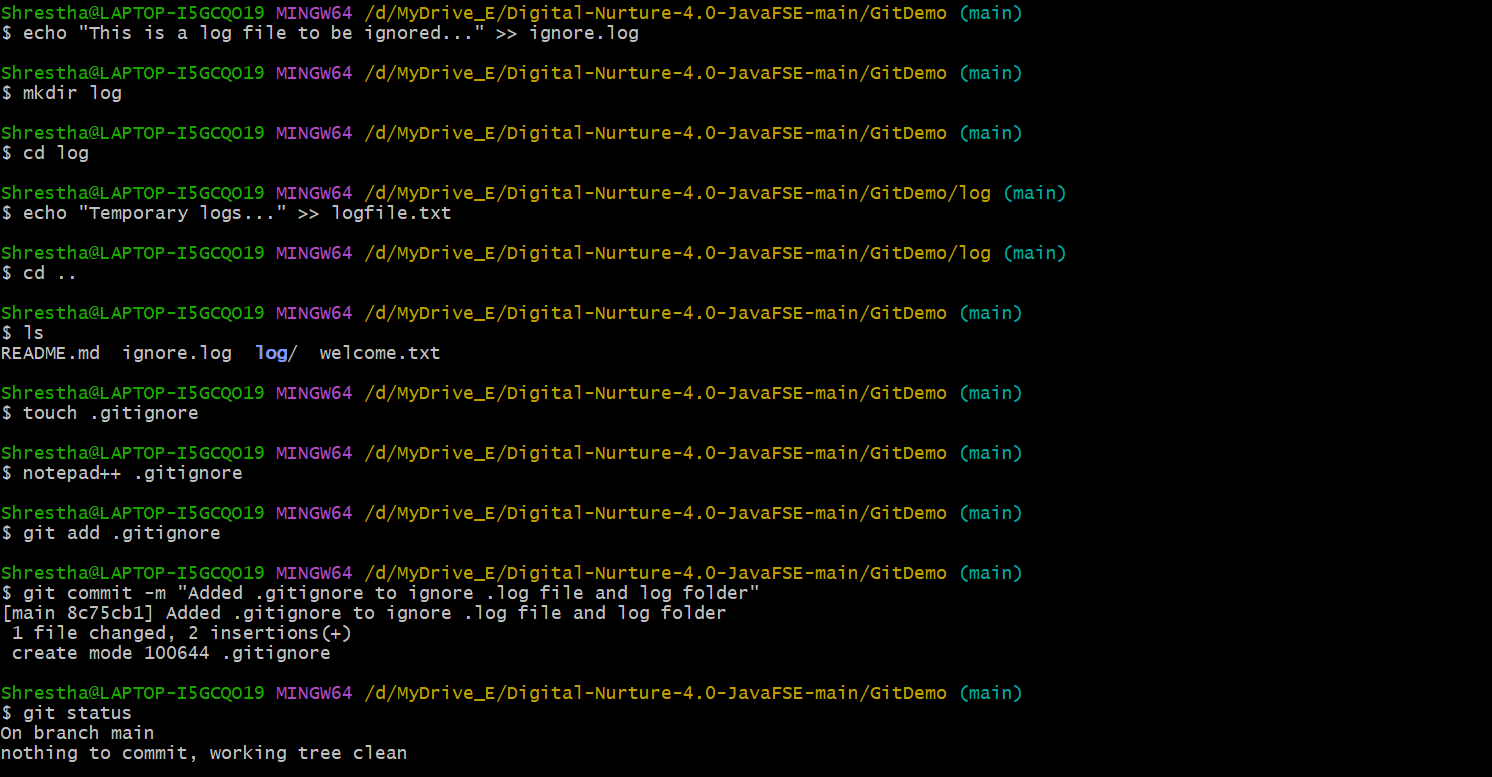 Shrestha@LAPTOP-I5GCQO19 MINGW64 /d/MyDrive_E/Digital-Nurture-4.0-JavaFSE-main/GitDemo (main)
$ echo "This is a log file to be ignored..." >> ignore.log
Shrestha@LAPTOP-I5GCQO19 MINGW64 /d/MyDrive_E/Digital-Nurture-4.0-JavaFSE-main/GitDemo (main)
$ mkdir log
Shrestha@LAPTOP-I5GCQO19 MINGW64 /d/MyDrive_E/Digital-Nurture-4.0-JavaFSE-main/GitDemo (main)
$ cd log
Shrestha@LAPTOP-I5GCQO19 MINGW64 /d/MyDrive_E/Digital-Nurture-4.0-JavaFSE-main/GitDemo/log (main)
$ echo "Temporary logs..." >> logfile.txt
Shrestha@LAPTOP-I5GCQO19 MINGW64 /d/MyDrive_E/Digital-Nurture-4.0-JavaFSE-main/GitDemo/log (main)
$ cd ..
Shrestha@LAPTOP-I5GCQO19 MINGW64 /d/MyDrive_E/Digital-Nurture-4.0-JavaFSE-main/GitDemo (main)
$ ls
README.md  ignore.log  log/  welcome.txt
Shrestha@LAPTOP-I5GCQO19 MINGW64 /d/MyDrive_E/Digital-Nurture-4.0-JavaFSE-main/GitDemo (main)
$ touch .gitignore
Shrestha@LAPTOP-I5GCQO19 MINGW64 /d/MyDrive_E/Digital-Nurture-4.0-JavaFSE-main/GitDemo (main)
$ notepad++ .gitignore
Shrestha@LAPTOP-I5GCQO19 MINGW64 /d/MyDrive_E/Digital-Nurture-4.0-JavaFSE-main/GitDemo (main)
$ git add .gitignore
Shrestha@LAPTOP-I5GCQO19 MINGW64 /d/MyDrive_E/Digital-Nurture-4.0-JavaFSE-main/GitDemo (main)
$ git commit -m "Added .gitignore to ignore .log file and log folder"
[main 8c75cb1] Added .gitignore to ignore .log file and log folder
 1 file changed, 2 insertions(+)
 create mode 100644 .gitignore
Shrestha@LAPTOP-I5GCQO19 MINGW64 /d/MyDrive_E/Digital-Nurture-4.0-JavaFSE-main/GitDemo (main)
$ git status
On branch main
nothing to commit, working tree clean